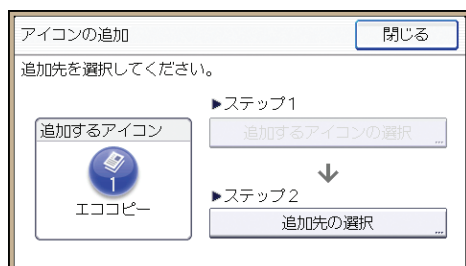 アイコンの追加
閉じる
追加先を選択してください。
追加するアイコン
1
エココピー
▶ステップ1
追加するアイコンの選択
...
▶ステップ2
追加先の選択
...